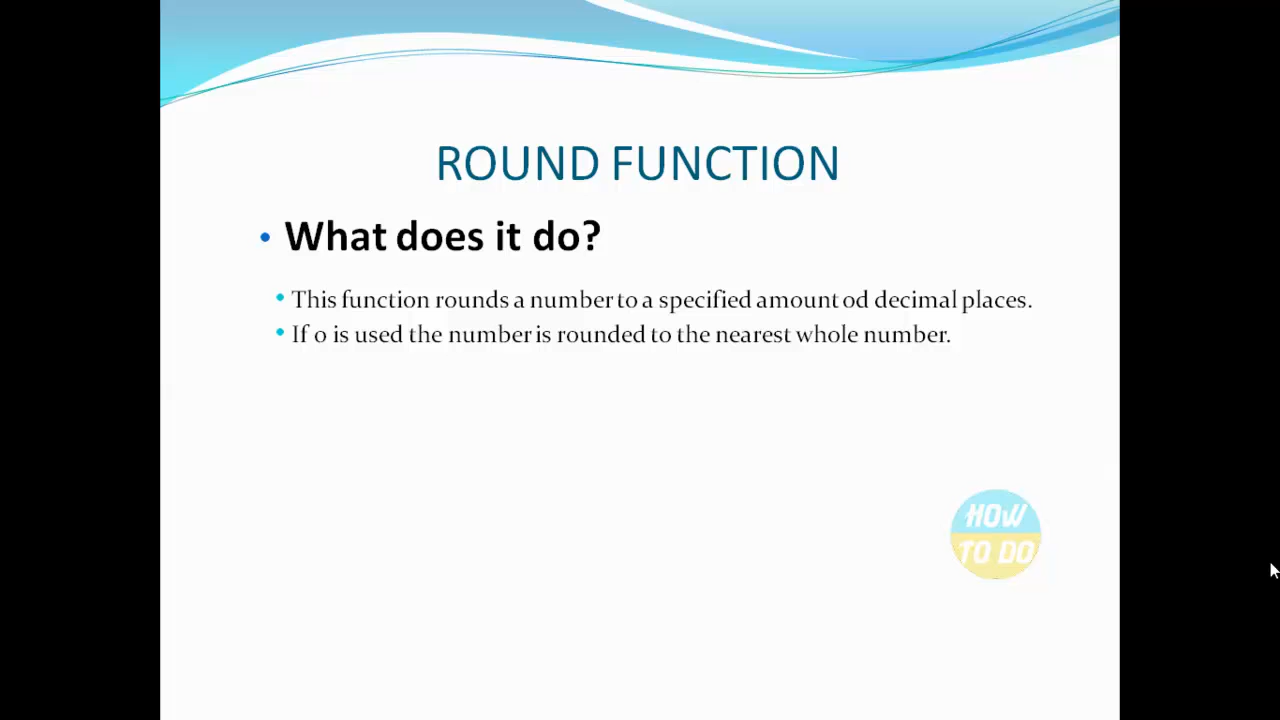 ROUND FUNCTION
• What does it do?
• This function rounds a number to a specified amount od decimal places.
• If 0 is used the number is rounded to the nearest whole number.
HOW
TO DO